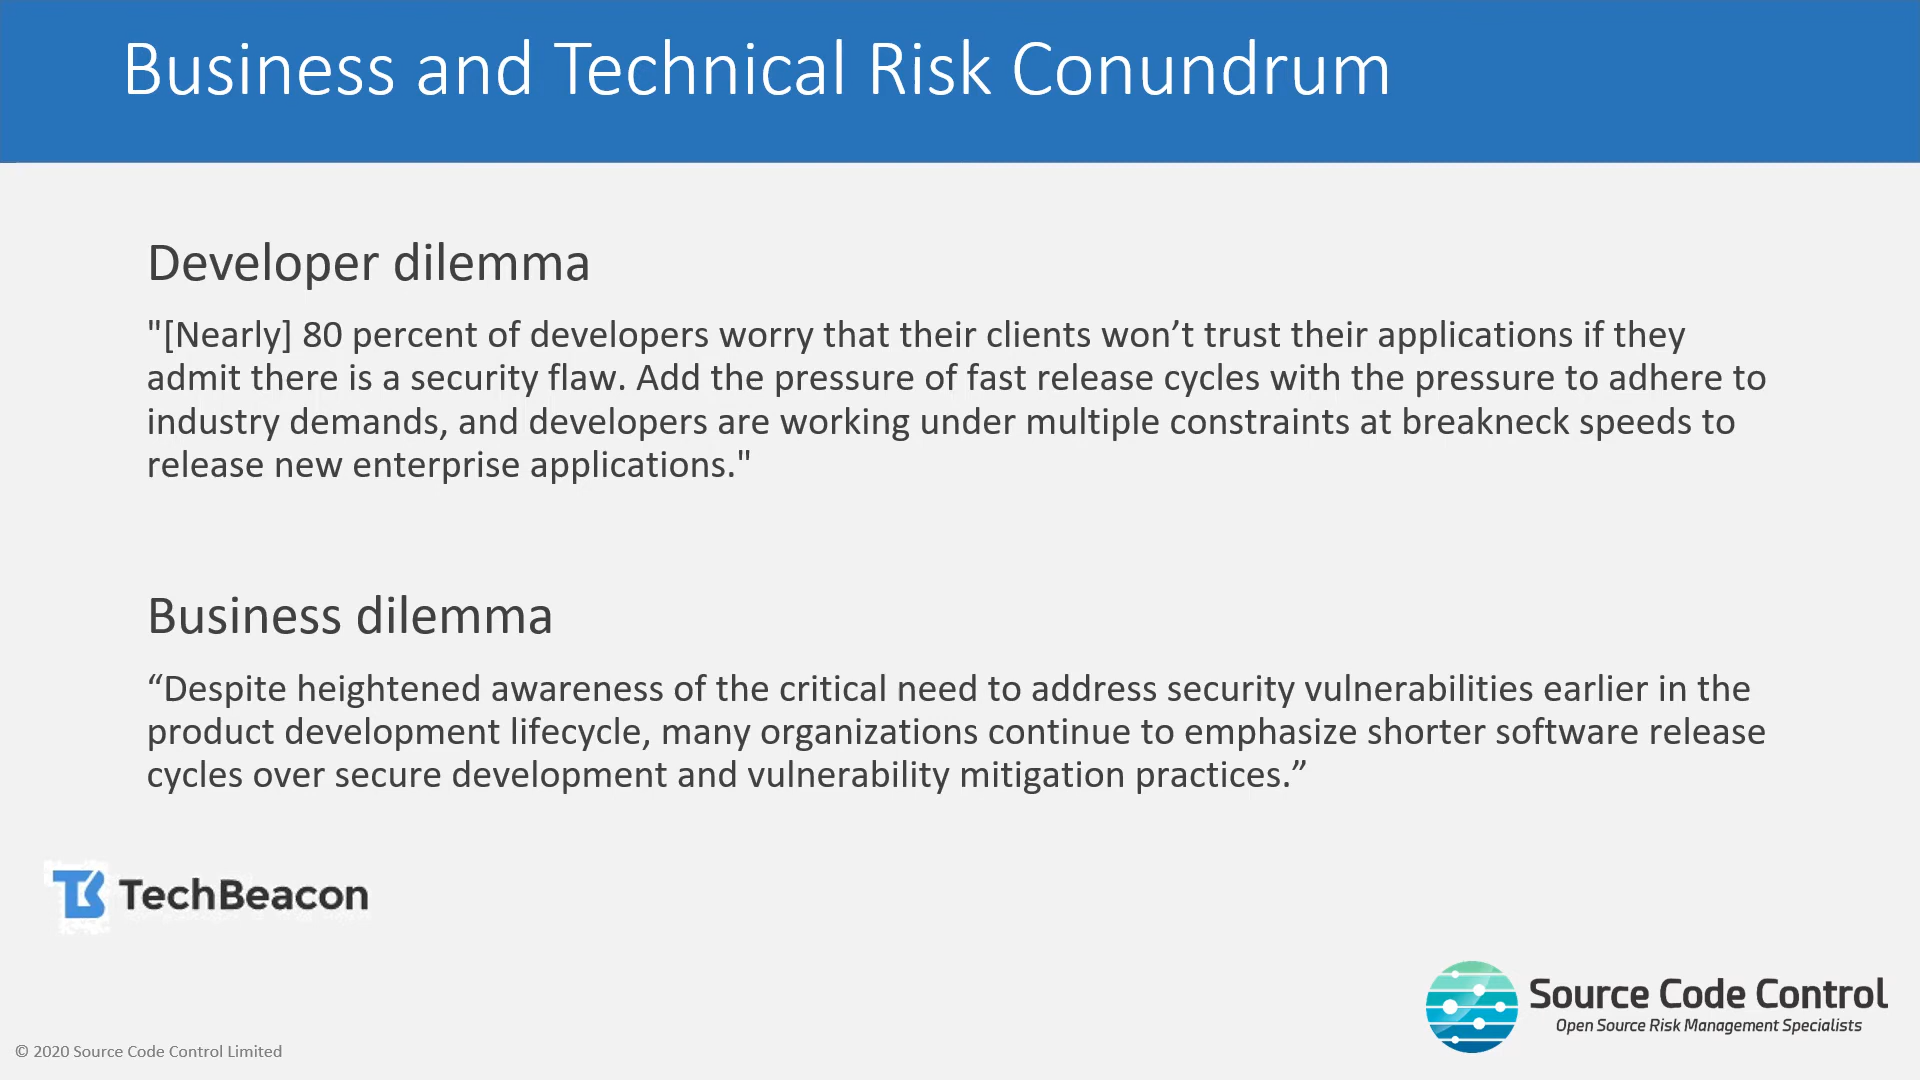 Business and Technical Risk Conundrum
Developer dilemma
"[Nearly] 80 percent of developers worry that their clients won’t trust their applications if they
admit there is a security flaw. Add the pressure of fast release cycles with the pressure to adhere to
industry demands, and developers are working under multiple constraints at breakneck speeds to
release new enterprise applications."
Business dilemma
“Despite heightened awareness of the critical need to address security vulnerabilities earlier in the
product development lifecycle, many organizations continue to emphasize shorter software release
cycles over secure development and vulnerability mitigation practices.”
TechBeacon
Source Code Control
Open Source Risk Management Specialists
© 2020 Source Code Control Limited